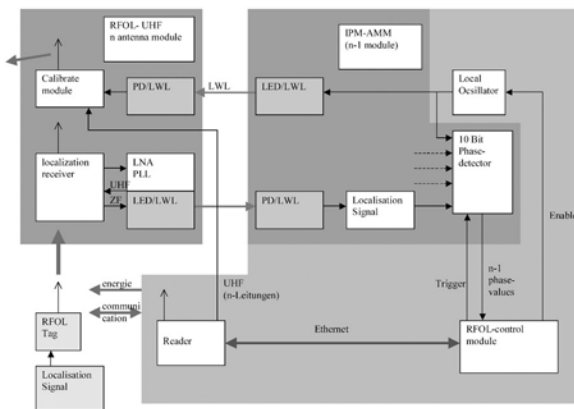 RFOL- UHF
n antenna module
IPM-AMM
(n-1 module)
Calibrate
module
PD/LWL
LWL
LED/LWL
Local
Ocsillator
10 Bit
Phase-
detector
localization
receiver
LNA
PLL
UHF
ZF
LED/LWL
PD/LWL
Localisation
Signal
Enable
energie
communi
cation
UHF
(n-Leitungen)
Trigger
n-1
phase-
values
RFOL
Tag
Reader
Ethernet
RFOL-control
module
Localisation
Signal